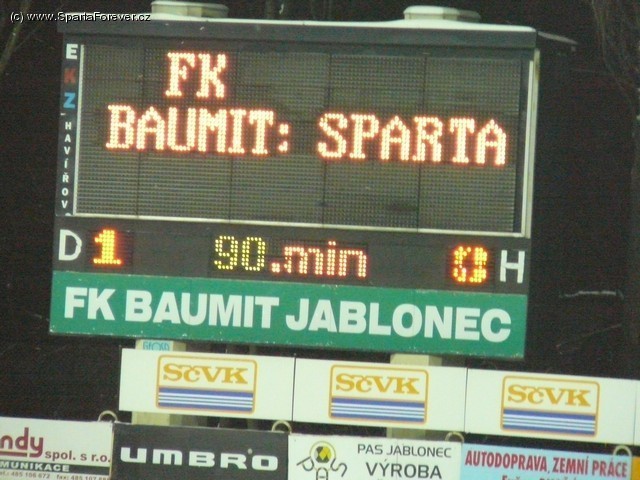 (c) www.SpartaForever.cz
EKZ
HAVÍŘOV
FK
BAUMIT: SPARTA
D 1 90.min 0 H
FK BAUMIT JABLONEC
SčVK SčVK SčVK
ndy spol. s r.o.
MUNIKACE
UMBRO
PAS JABLONEC
VÝROBA
AUTODOPRAVA, ZEMNÍ PRÁCE